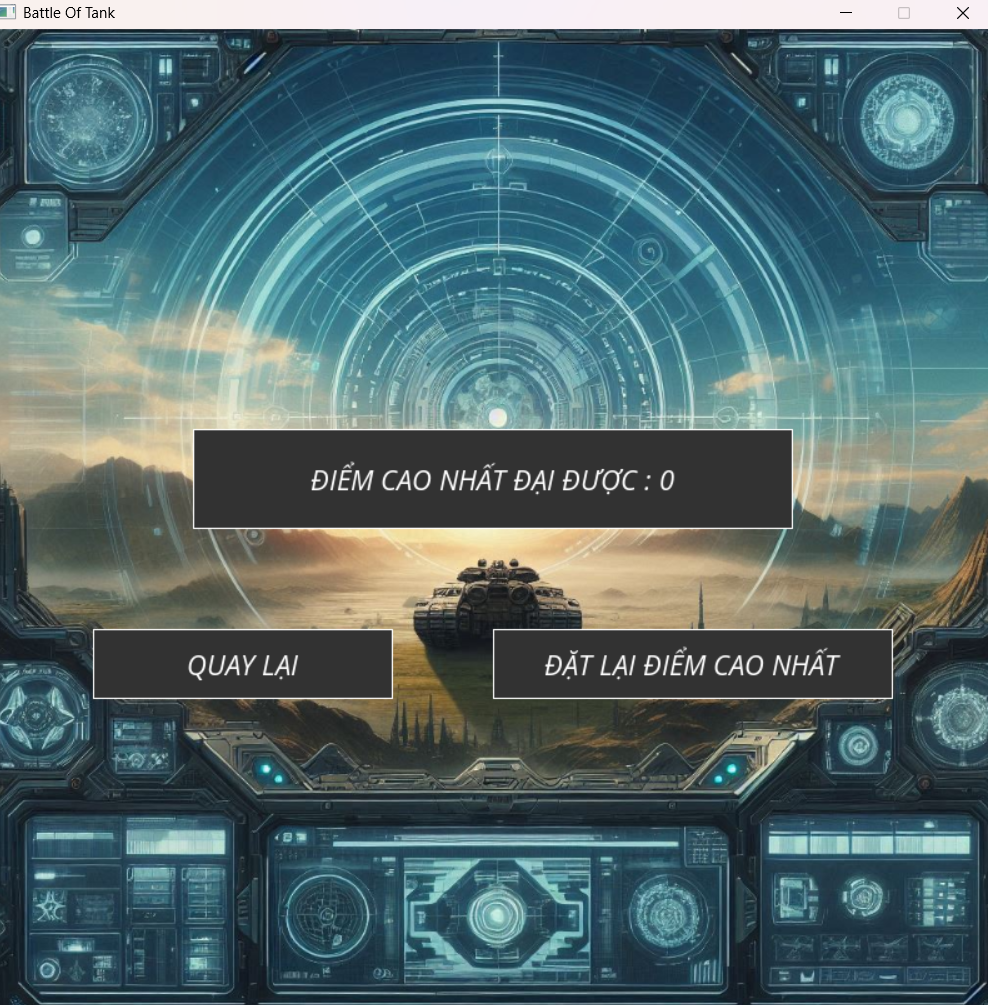 Battle Of Tank
ĐIỂM CAO NHẤT ĐẠI ĐƯỢC : 0
QUAY LẠI
ĐẶT LẠI ĐIỂM CAO NHẤT